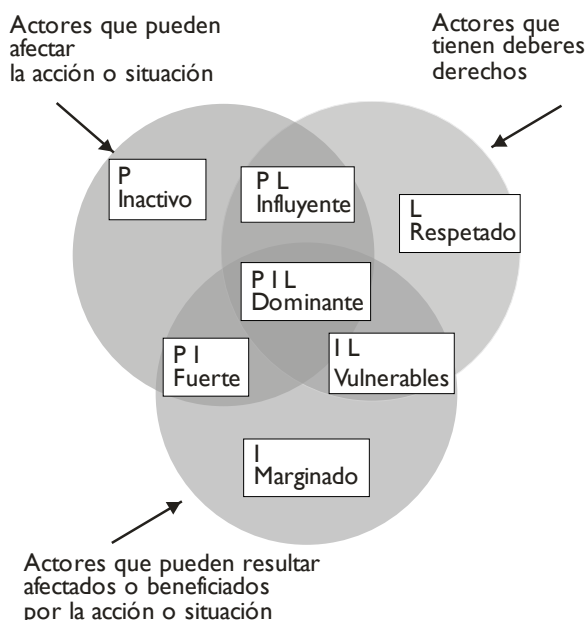 Actores que pueden
afectar
la acción o situación
Actores que
tienen deberes
derechos
P
Inactivo
P L
Influyente
L
Respetado
P I L
Dominante
P I
Fuerte
I L
Vulnerables
I
Marginado
Actores que pueden resultar
afectados o beneficiados
por la acción o situación